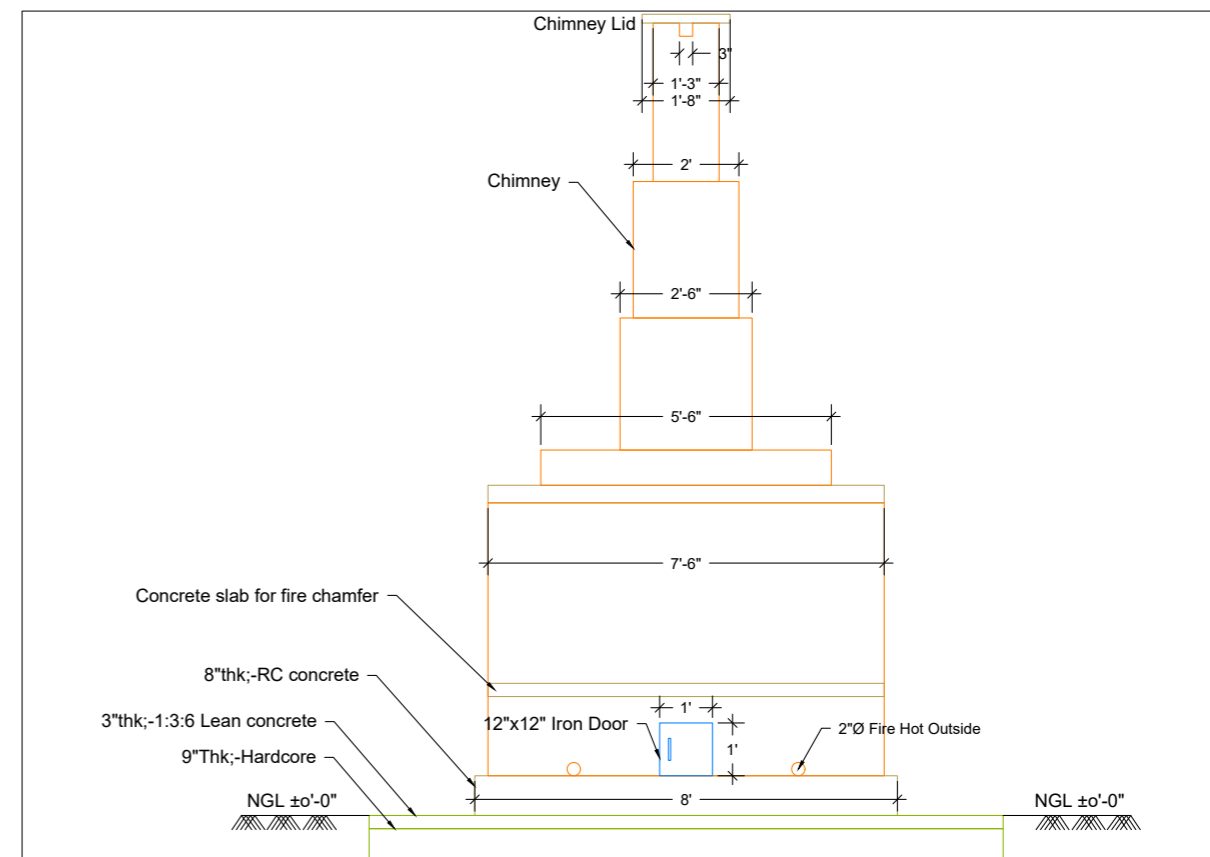 Chimney Lid
3"
1'-3"
1'-8"
2'
Chimney
2'-6"
5'-6"
7'-6"
Concrete slab for fire chamfer
8"thk;-RC concrete
1'
3"thk;-1:3:6 Lean concrete
12"x12" Iron Door
2"Ø Fire Hot Outside
1'
9"Thk;-Hardcore
NGL ±o'-0"
8'
NGL ±o'-0"